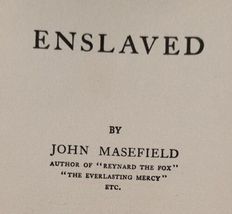 ENSLAVED
BY
JOHN MASEFIELD
AUTHOR OF "REYNARD THE FOX"
"THE EVERLASTING MERCY"
ETC.